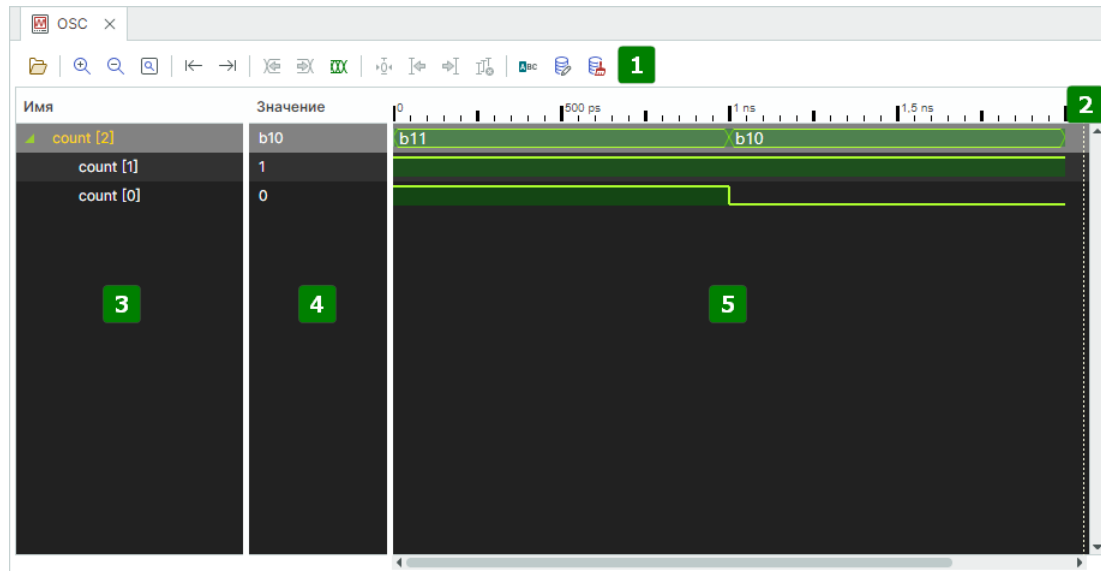 OSC
ABC 1
Имя Значение 0 500 ps 1 ns 1,5 ns 2
count [2] b10 b11 b10
count [1] 1
count [0] 0
3 4 5